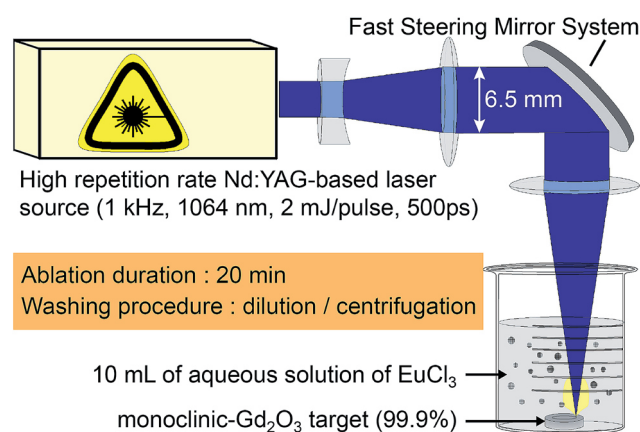 Fast Steering Mirror System
6.5 mm
High repetition rate Nd:YAG-based laser
source (1 kHz, 1064 nm, 2 mJ/pulse, 500ps)
Ablation duration : 20 min
Washing procedure : dilution / centrifugation
10 mL of aqueous solution of EuCl₃
monoclinic-Gd₂O₃ target (99.9%)